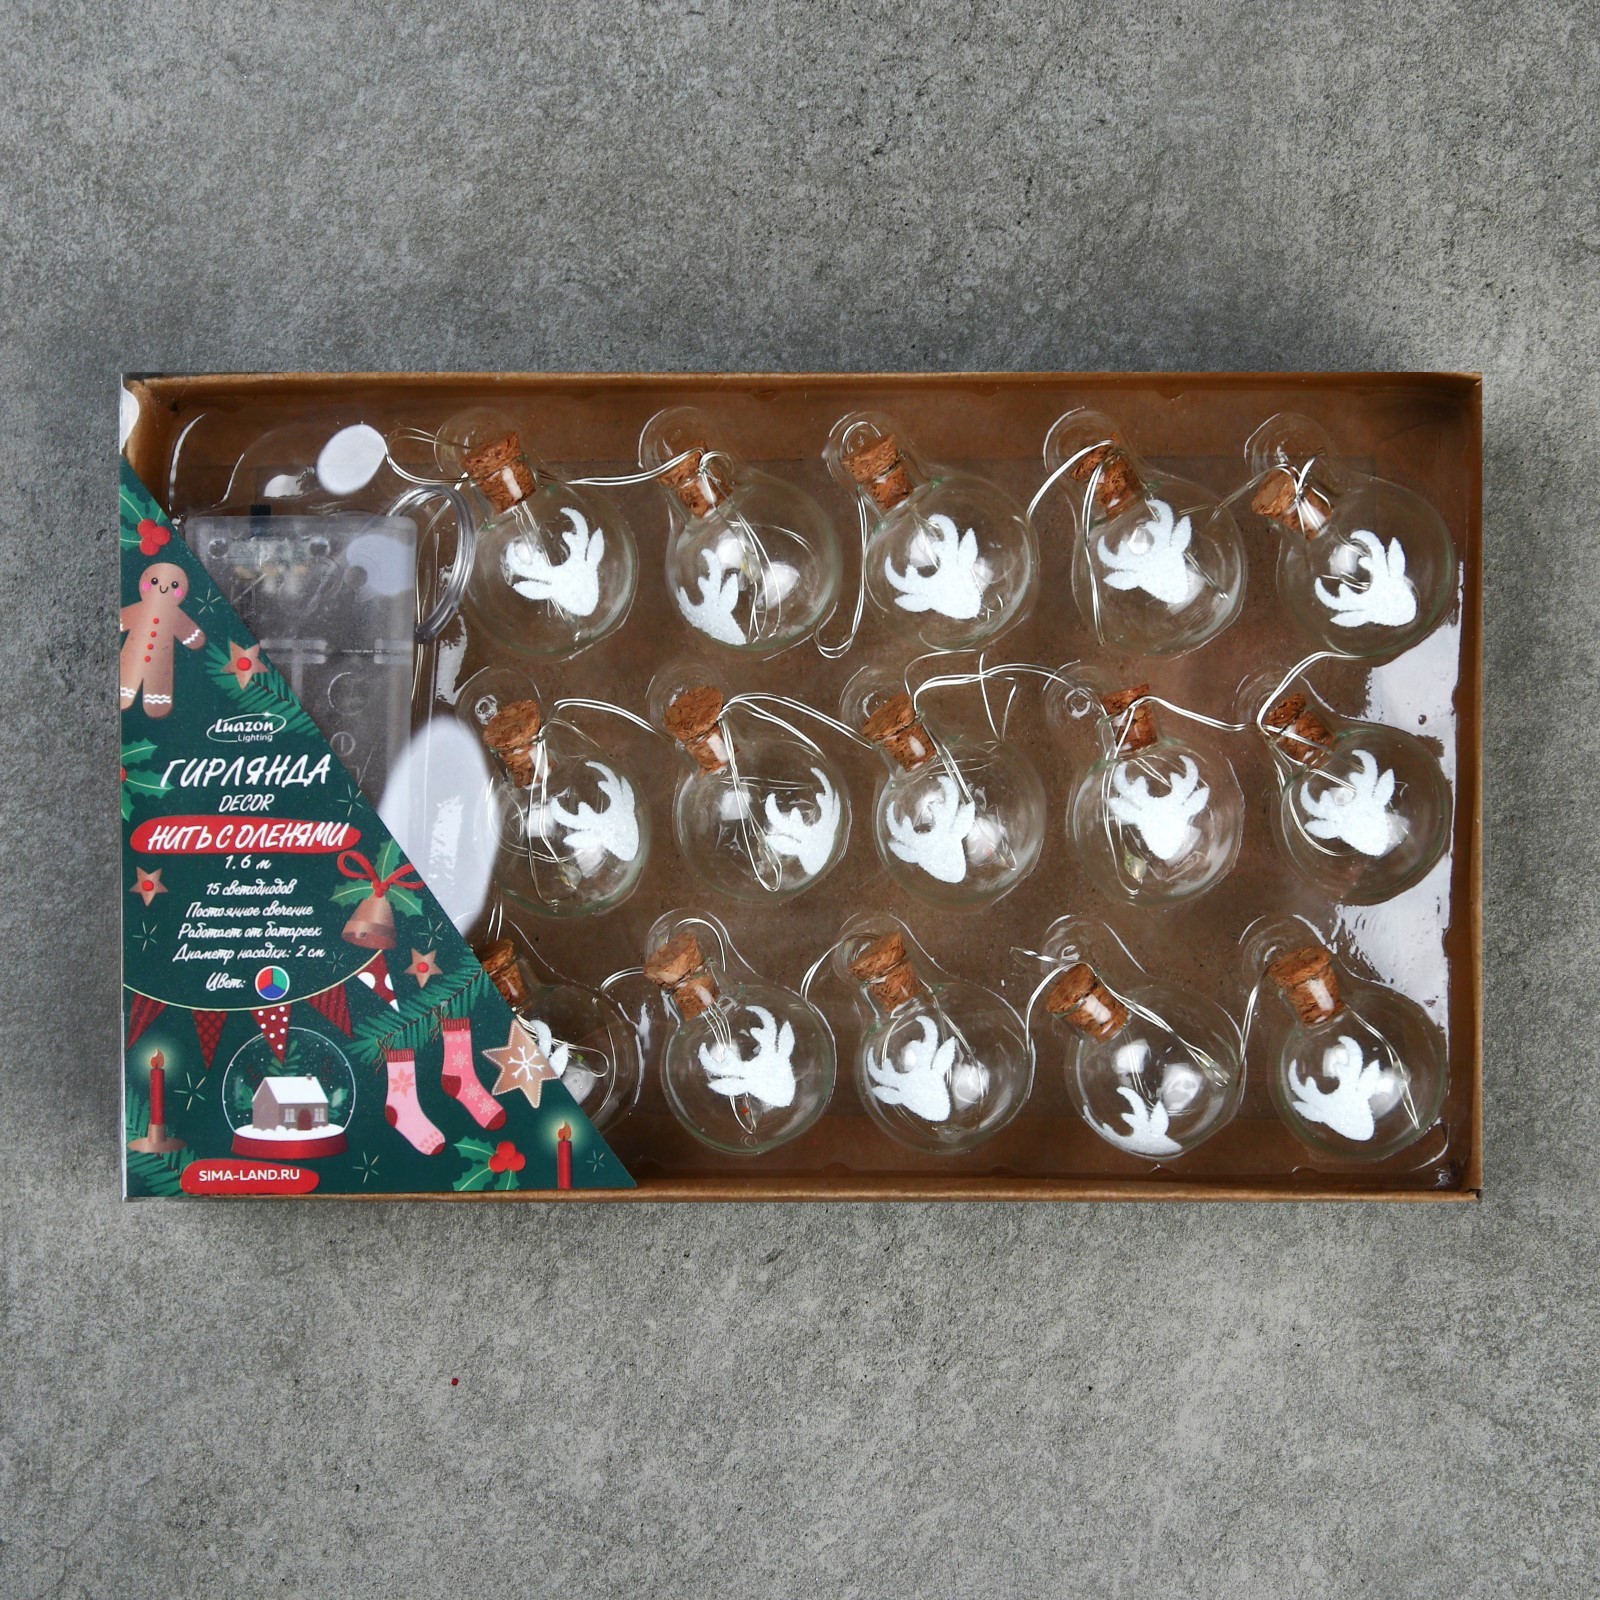 Luazon
Lighting
ГИРЛЯНДА
DECOR
НИТЬ С ОЛЕНЯМИ
1.6 м
15 светодиодов
Постоянное свечение
Работает от батареек
Диаметр насадки: 2 см
Цвет:
SIMA-LAND.RU